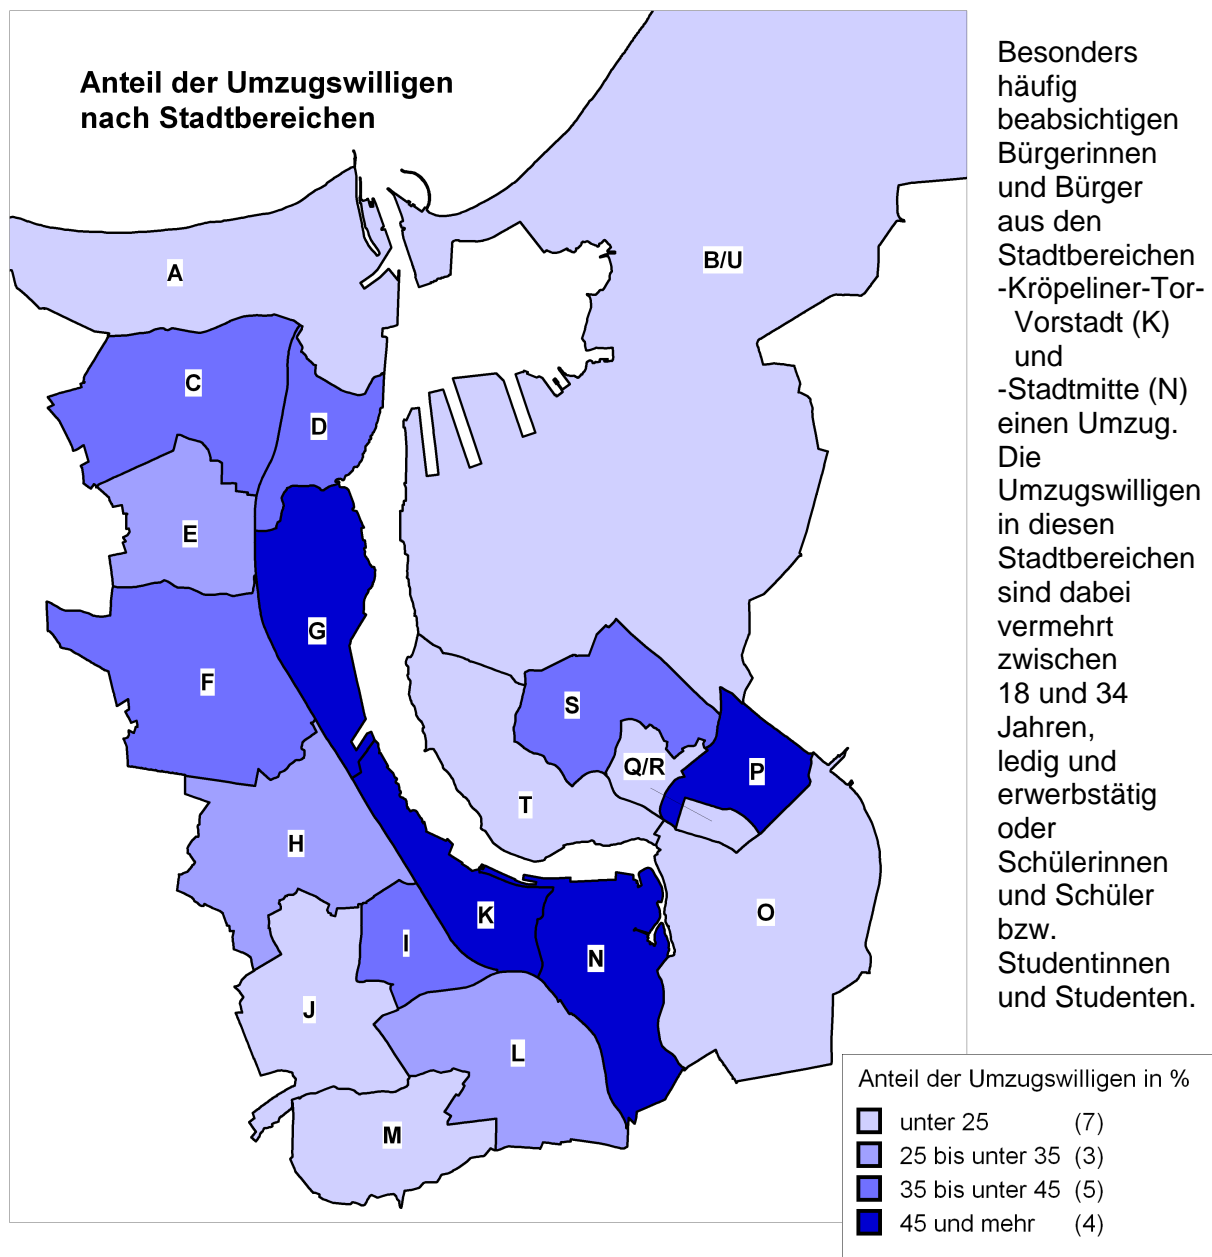 Anteil der Umzugswilligen
nach Stadtbereichen
A
B/U
C
D
E
G
F
S
Q/R
P
T
H
O
K
I
N
J
L
M
Besonders
häufig
beabsichtigen
Bürgerinnen
und Bürger
aus den
Stadtbereichen
-Kröpeliner-Tor-
Vorstadt (K)
und
-Stadtmitte (N)
einen Umzug.
Die
Umzugswilligen
in diesen
Stadtbereichen
sind dabei
vermehrt
zwischen
18 und 34
Jahren,
ledig und
erwerbstätig
oder
Schülerinnen
und Schüler
bzw.
Studentinnen
und Studenten.
Anteil der Umzugswilligen in %
unter 25 (7)
25 bis unter 35 (3)
35 bis unter 45 (5)
45 und mehr (4)